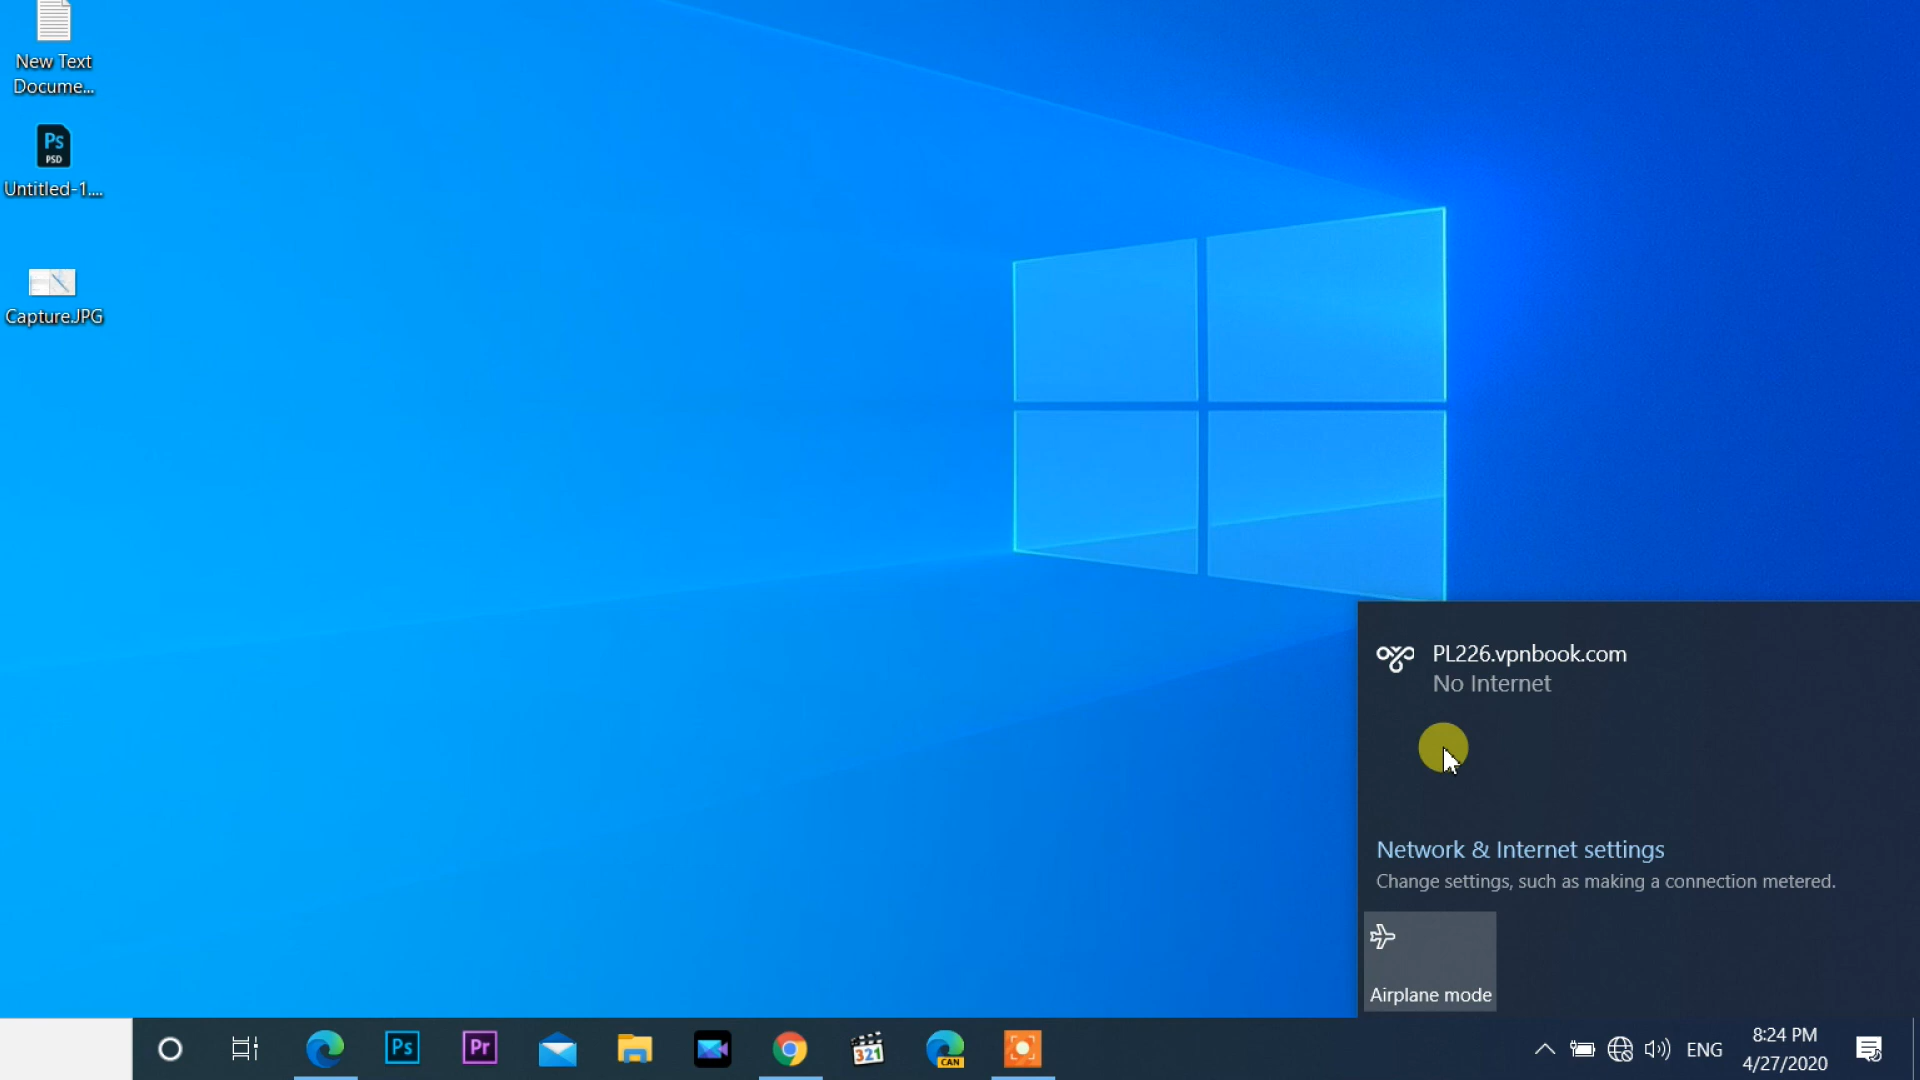 New Text
Docume...
Ps
PSD
Untitled-1....
Capture.JPG
PL226.vpnbook.com
No Internet
Network & Internet settings
Change settings, such as making a connection metered.
Airplane mode
Ps
Pr
321
CAN
ENG
8:24 PM
4/27/2020